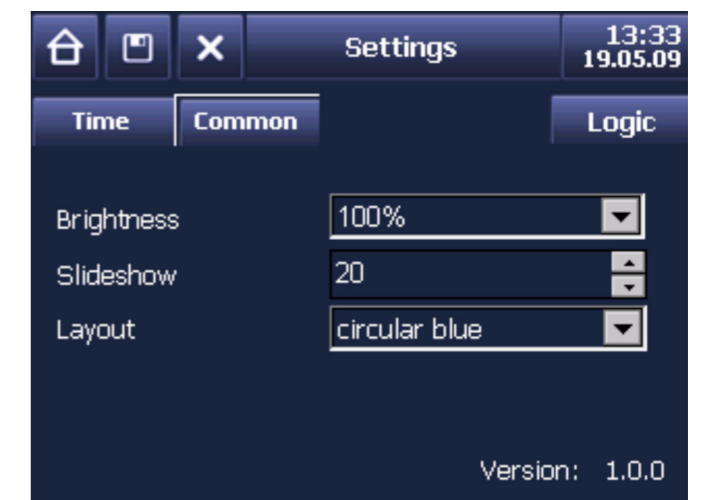 Settings
13:33
19.05.09
Time
Common
Logic
Brightness
100%
Slideshow
20
Layout
circular blue
Version: 1.0.0